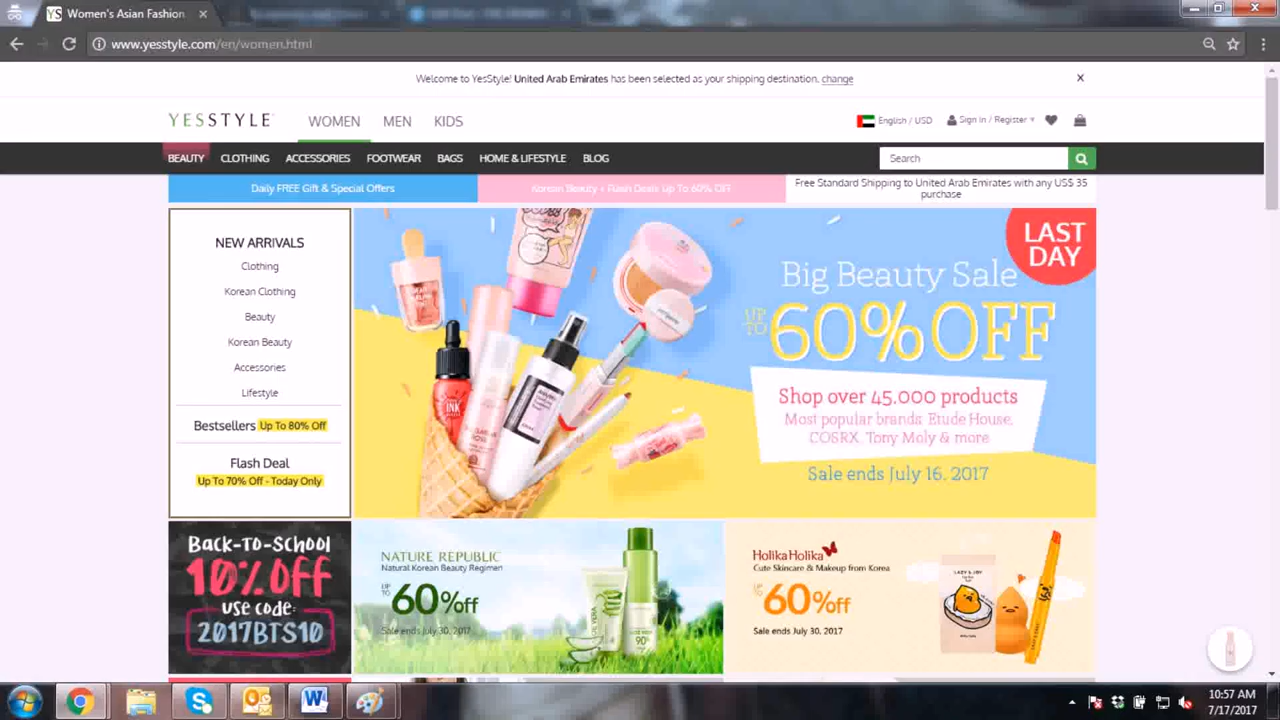 Women's Asian Fashion
www.yesstyle.com/en/women.html
Welcome to YesStyle! United Arab Emirates has been selected as your shipping destination. change
YESSTYLE
WOMEN MEN KIDS
English / USD Sign in / Register
BEAUTY CLOTHING ACCESSORIES FOOTWEAR BAGS HOME & LIFESTYLE BLOG
Search
Daily FREE Gift & Special Offers
Korean Beauty + Flash Deals Up To 60% OFF
Free Standard Shipping to United Arab Emirates with any US$ 35
purchase
NEW ARRIVALS
Clothing
Korean Clothing
Beauty
Korean Beauty
Accessories
Lifestyle
Bestsellers Up To 80% Off
Flash Deal
Up To 70% Off - Today Only
LAST
DAY
Big Beauty Sale
UP TO 60% OFF
Shop over 45.000 products
Most popular brands: Etude House,
COSRX, Tony Moly & more
Sale ends July 16. 2017
INK
BACK-TO-SCHOOL
10% OFF
USE CODE:
2017BTS10
NATURE REPUBLIC
Natural Korean Beauty Regimen
UP TO 60% off
Sale ends July 30, 2017
ALOE VERA
90%
Holika Holika
Cute Skincare & Makeup from Korea
UP TO 60% off
Sale ends July 30, 2017
LAZY & JOY
10:57 AM
7/17/2017